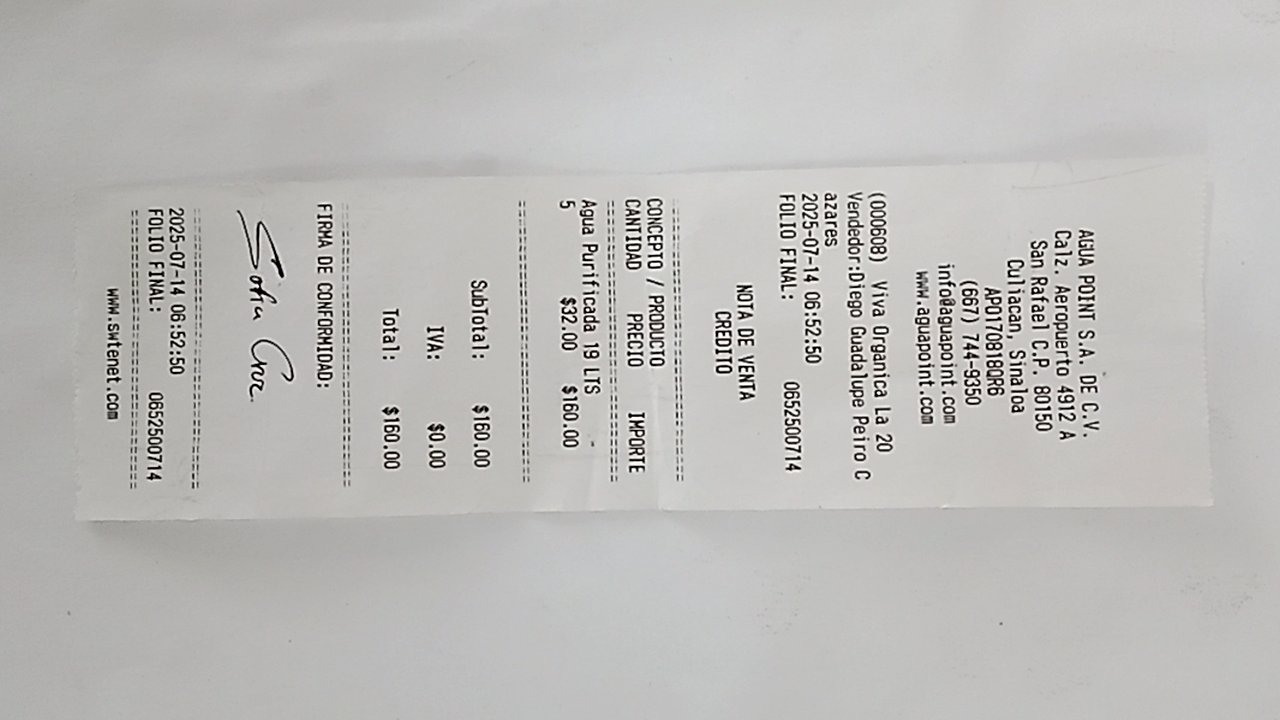 AGUA POINT S.A. DE C.V.
Calz. Aeropuerto 4912 A
San Rafael C.P. 80150
Culiacan, Sinaloa
APO170818QR6
(667) 744-9350
info@aguapoint.com
www.aguapoint.com
(000608) Viva Organica La 20
Vendedor:Diego Guadalupe Peiro C
azares
2025-07-14 06:52:50
FOLIO FINAL: 0652500714
NOTA DE VENTA
CREDITO
CONCEPTO / PRODUCTO
CANTIDAD PRECIO IMPORTE
Agua Purificada 19 LTS
5 $32.00 $160.00
SubTotal: $160.00
IVA: $0.00
Total: $160.00
FIRMA DE CONFORMIDAD:
Sofia
2025-07-14 06:52:50
FOLIO FINAL: 0652500714
www.swtenet.com